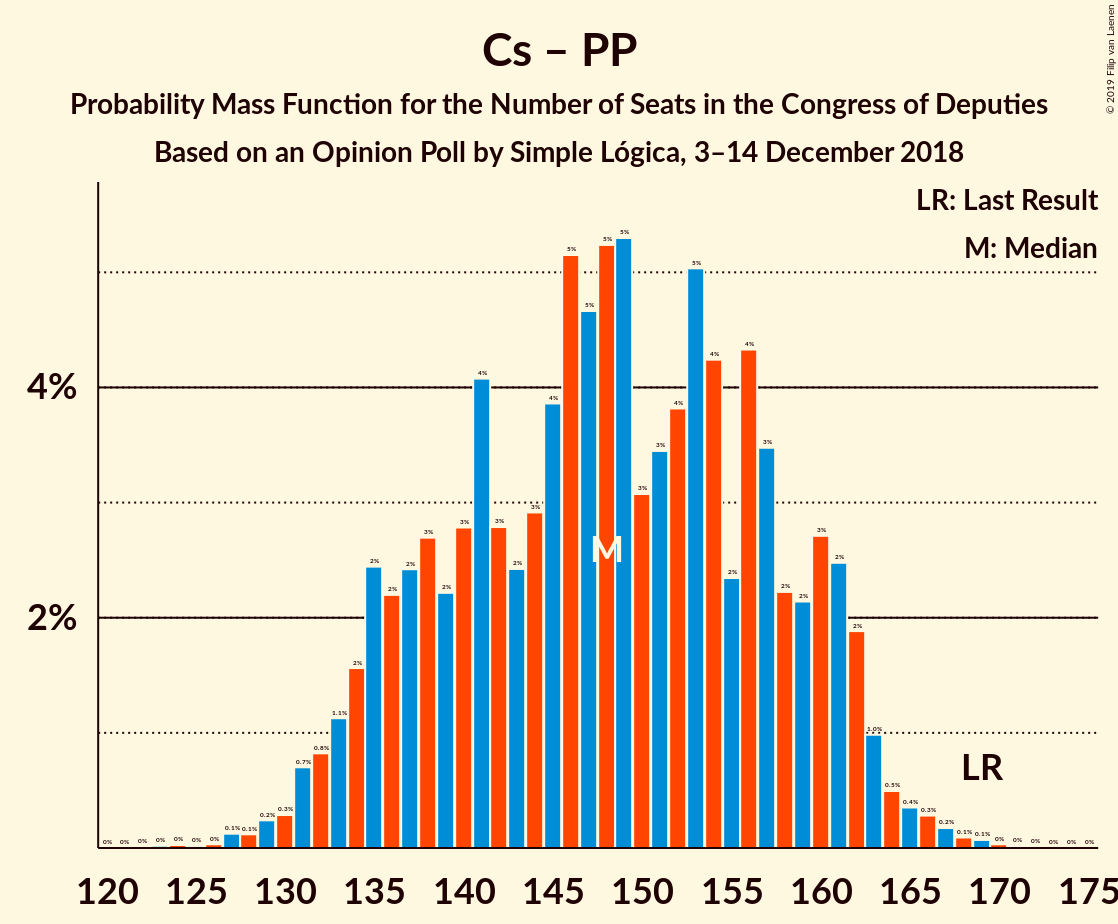 Cs – PP
Probability Mass Function for the Number of Seats in the Congress of Deputies
Based on an Opinion Poll by Simple Lógica, 3–14 December 2018
© 2019 Filip van Laenen
LR: Last Result
M: Median
4%
2%
0% 0% 0% 0% 0% 0% 0% 0.1% 0.1% 0.2% 0.3% 0.7% 0.8% 1.1% 2% 2% 2% 2% 3% 2% 3% 4% 3% 2% 3% 4% 5% 5% 5% 5% 3% 3% 4% 5% 4% 2% 4% 3% 2% 2% 3% 2% 2% 1.0% 0.5% 0.4% 0.3% 0.2% 0.1% 0.1% 0% 0% 0% 0% 0% 0%
M
LR
120 125 130 135 140 145 150 155 160 165 170 175